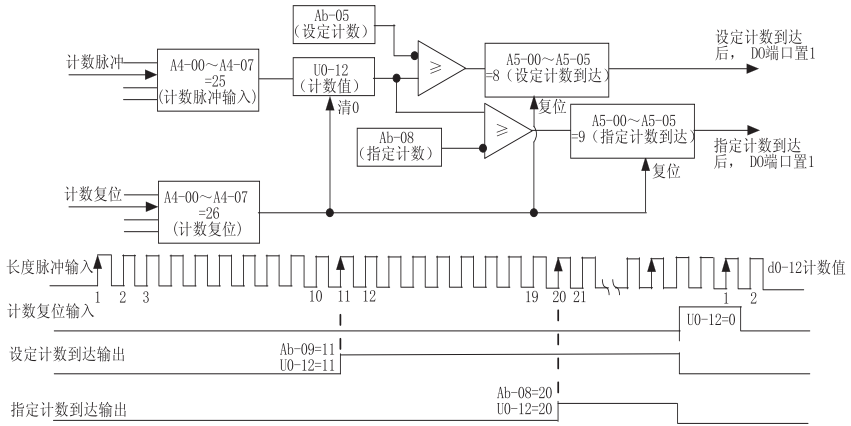 Ab-05
(设定计数)
计数脉冲
A4-00～A4-07
=25
(计数脉冲输入)
U0-12
(计数值)
清0
≥
A5-00～A5-05
=8（设定计数到达）
设定计数到达
后， DO端口置1
复位
Ab-08
(指定计数)
≥
A5-00～A5-05
=9（指定计数到达）
指定计数到达
后， DO端口置1
复位
计数复位
A4-00～A4-07
=26
(计数复位)
长度脉冲输入
1 2 3 10 11 12 19 20 21 1 2
d0-12计数值
计数复位输入
U0-12=0
设定计数到达输出
Ab-09=11
U0-12=11
指定计数到达输出
Ab-08=20
U0-12=20